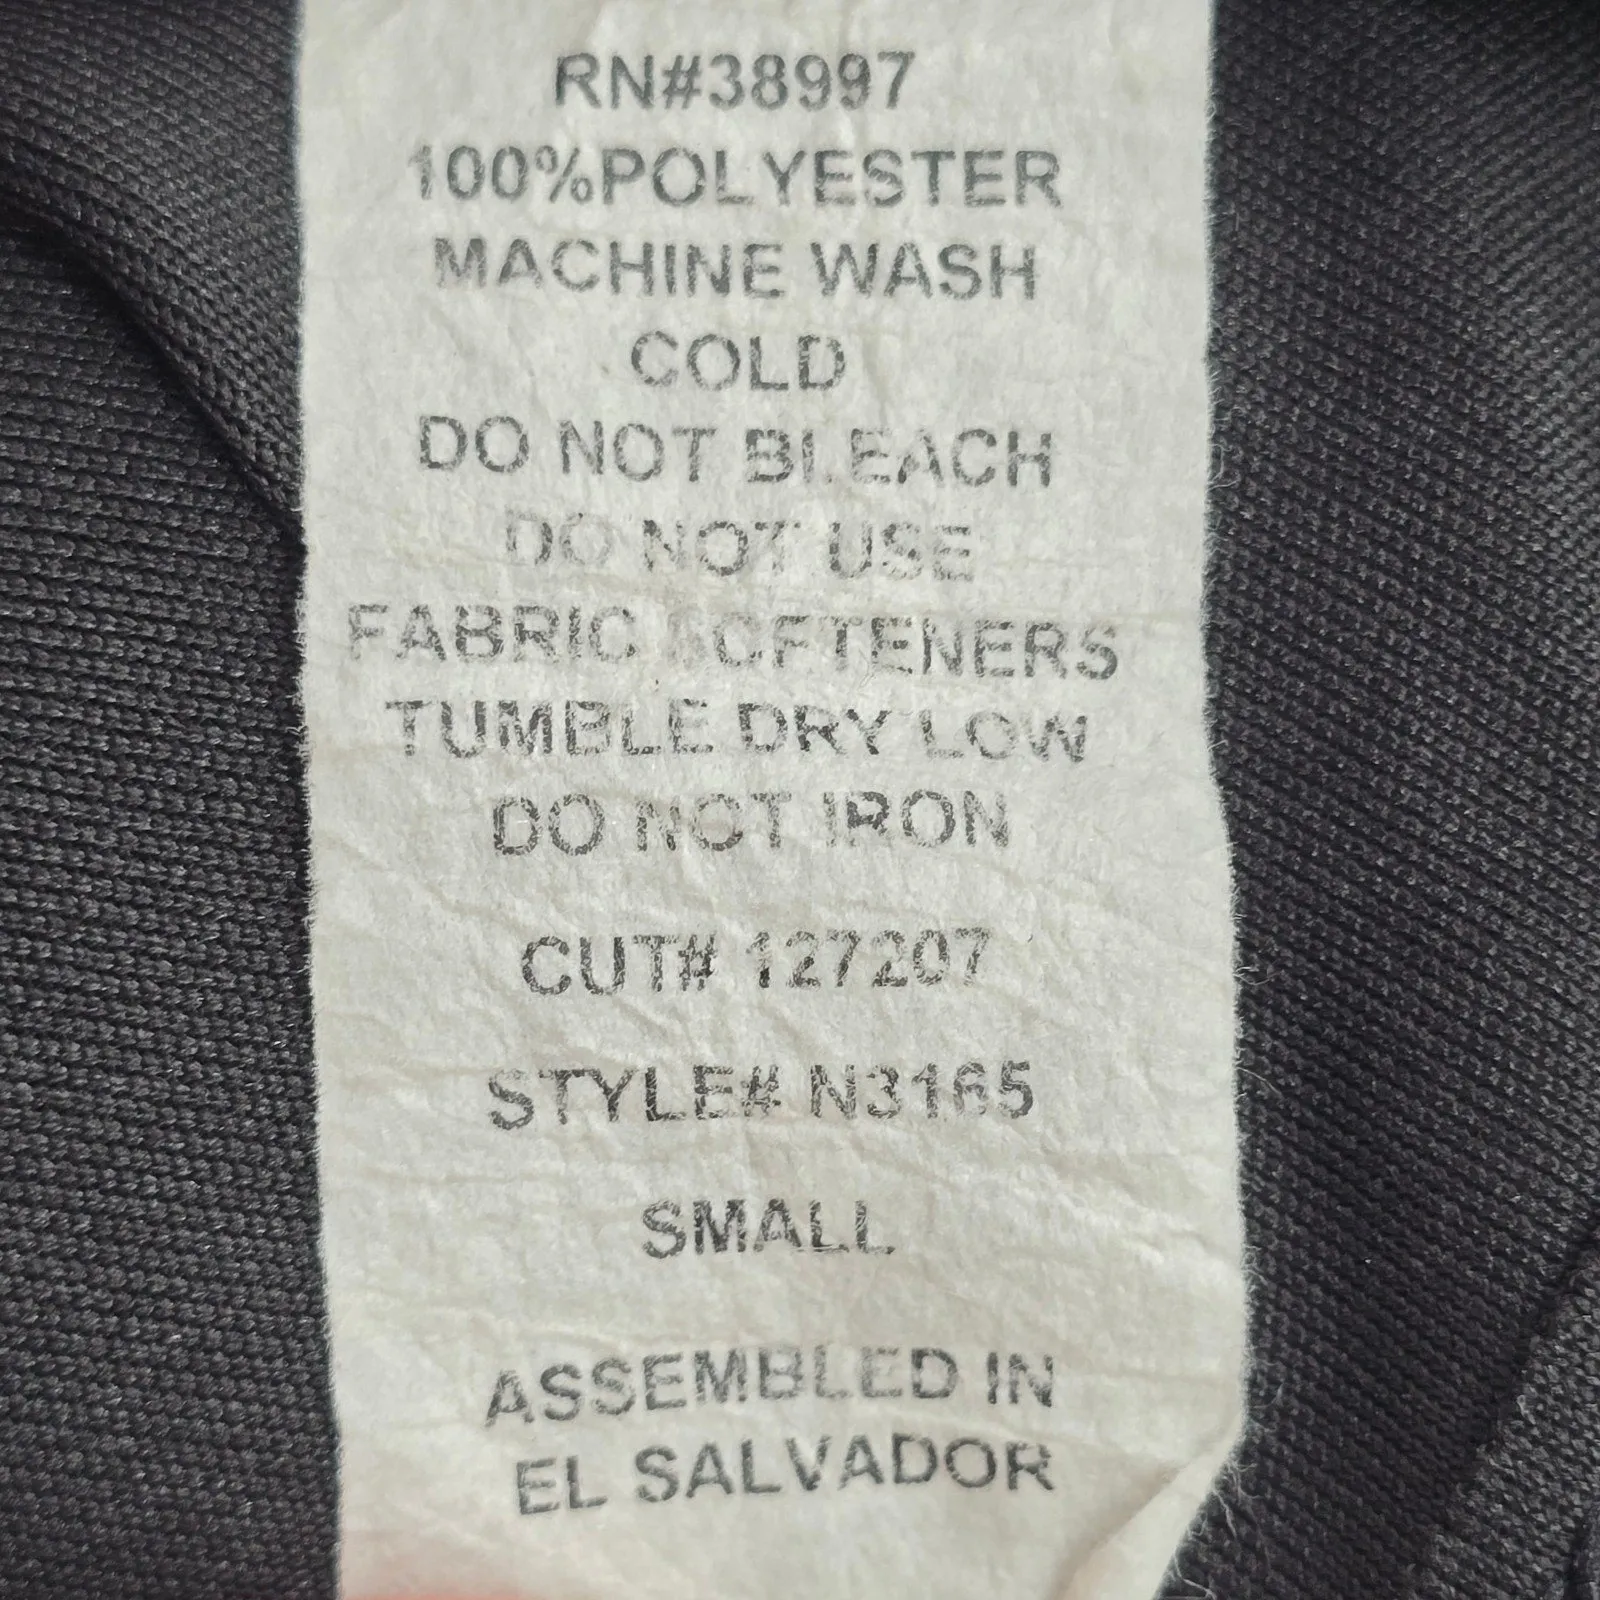 RN#38997
100%POLYESTER
MACHINE WASH
COLD
DO NOT BLEACH
DO NOT USE
FABRIC SOFTENERS
TUMBLE DRY LOW
DO NOT IRON
CUT# 127207
STYLE# N3165
SMALL
ASSEMBLED IN
EL SALVADOR